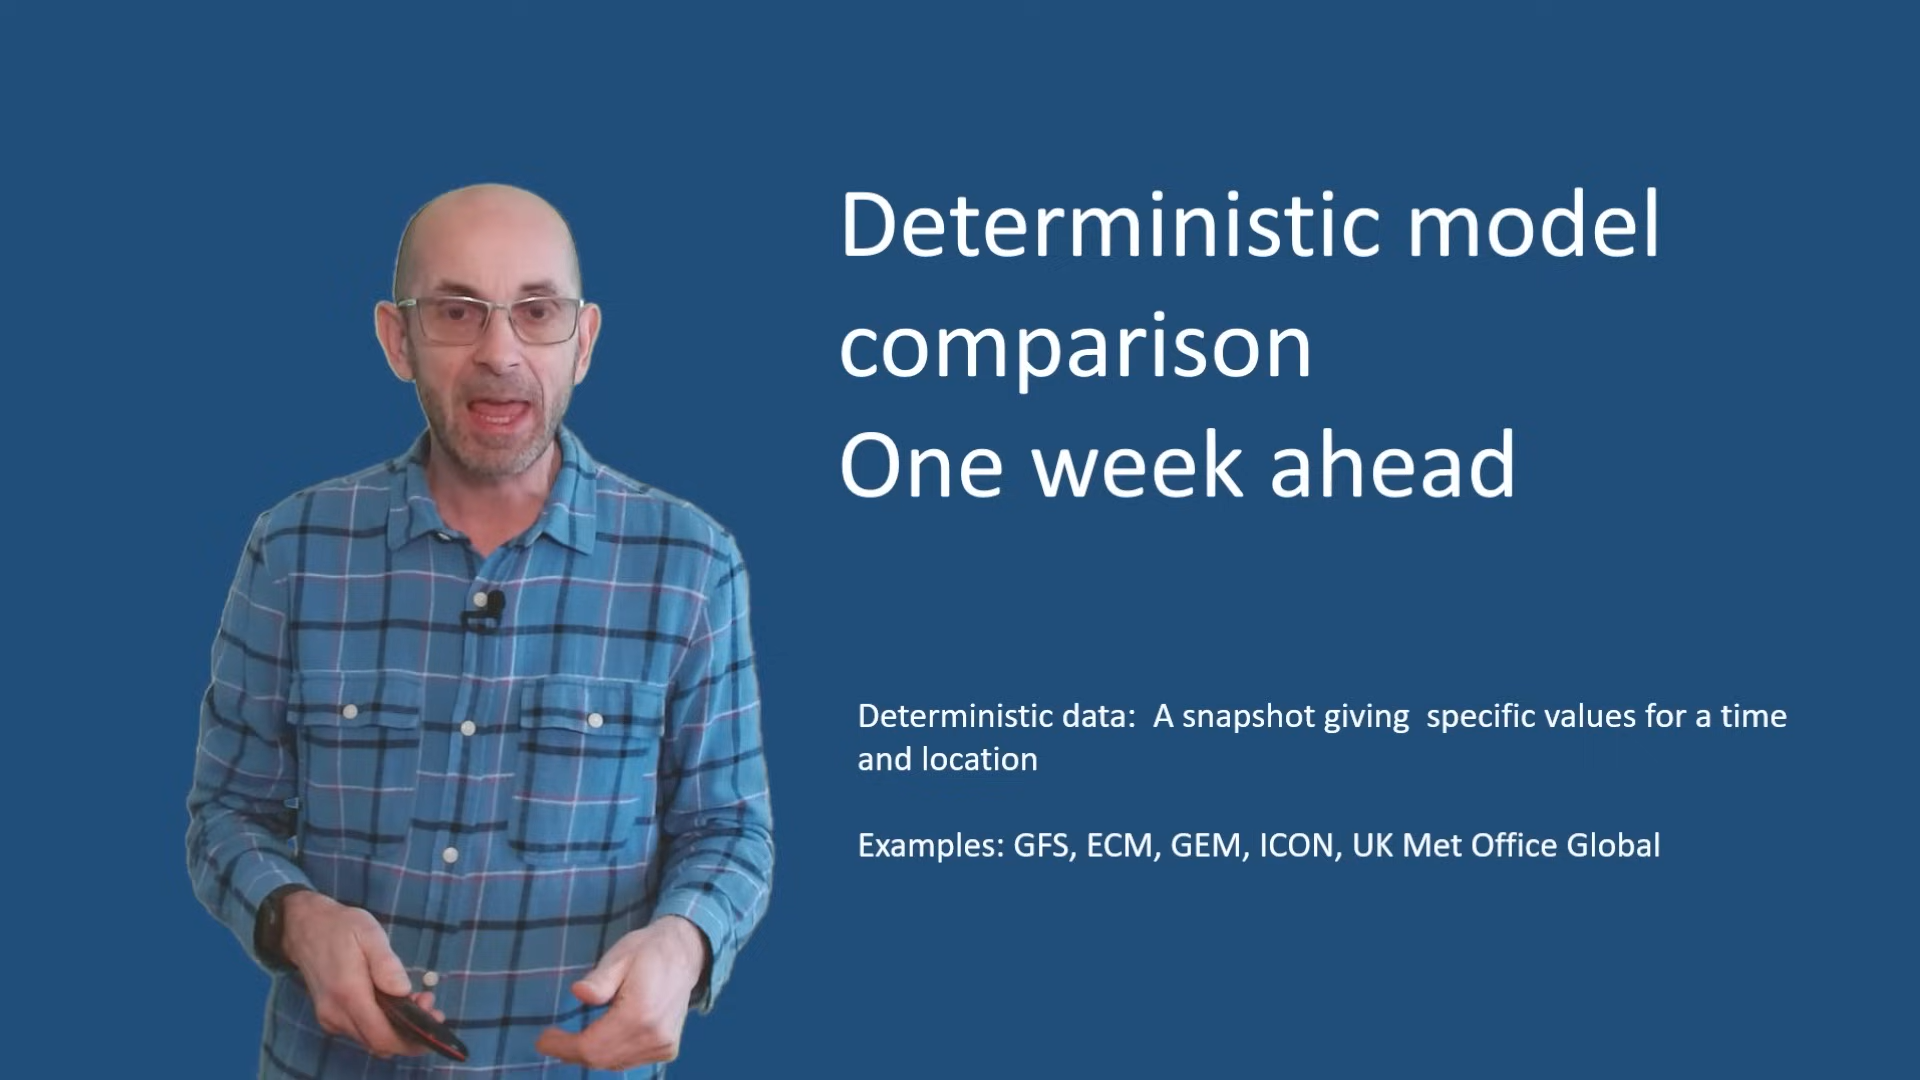 Deterministic model
comparison
One week ahead
Deterministic data:  A snapshot giving  specific values for a time
and location
Examples: GFS, ECM, GEM, ICON, UK Met Office Global